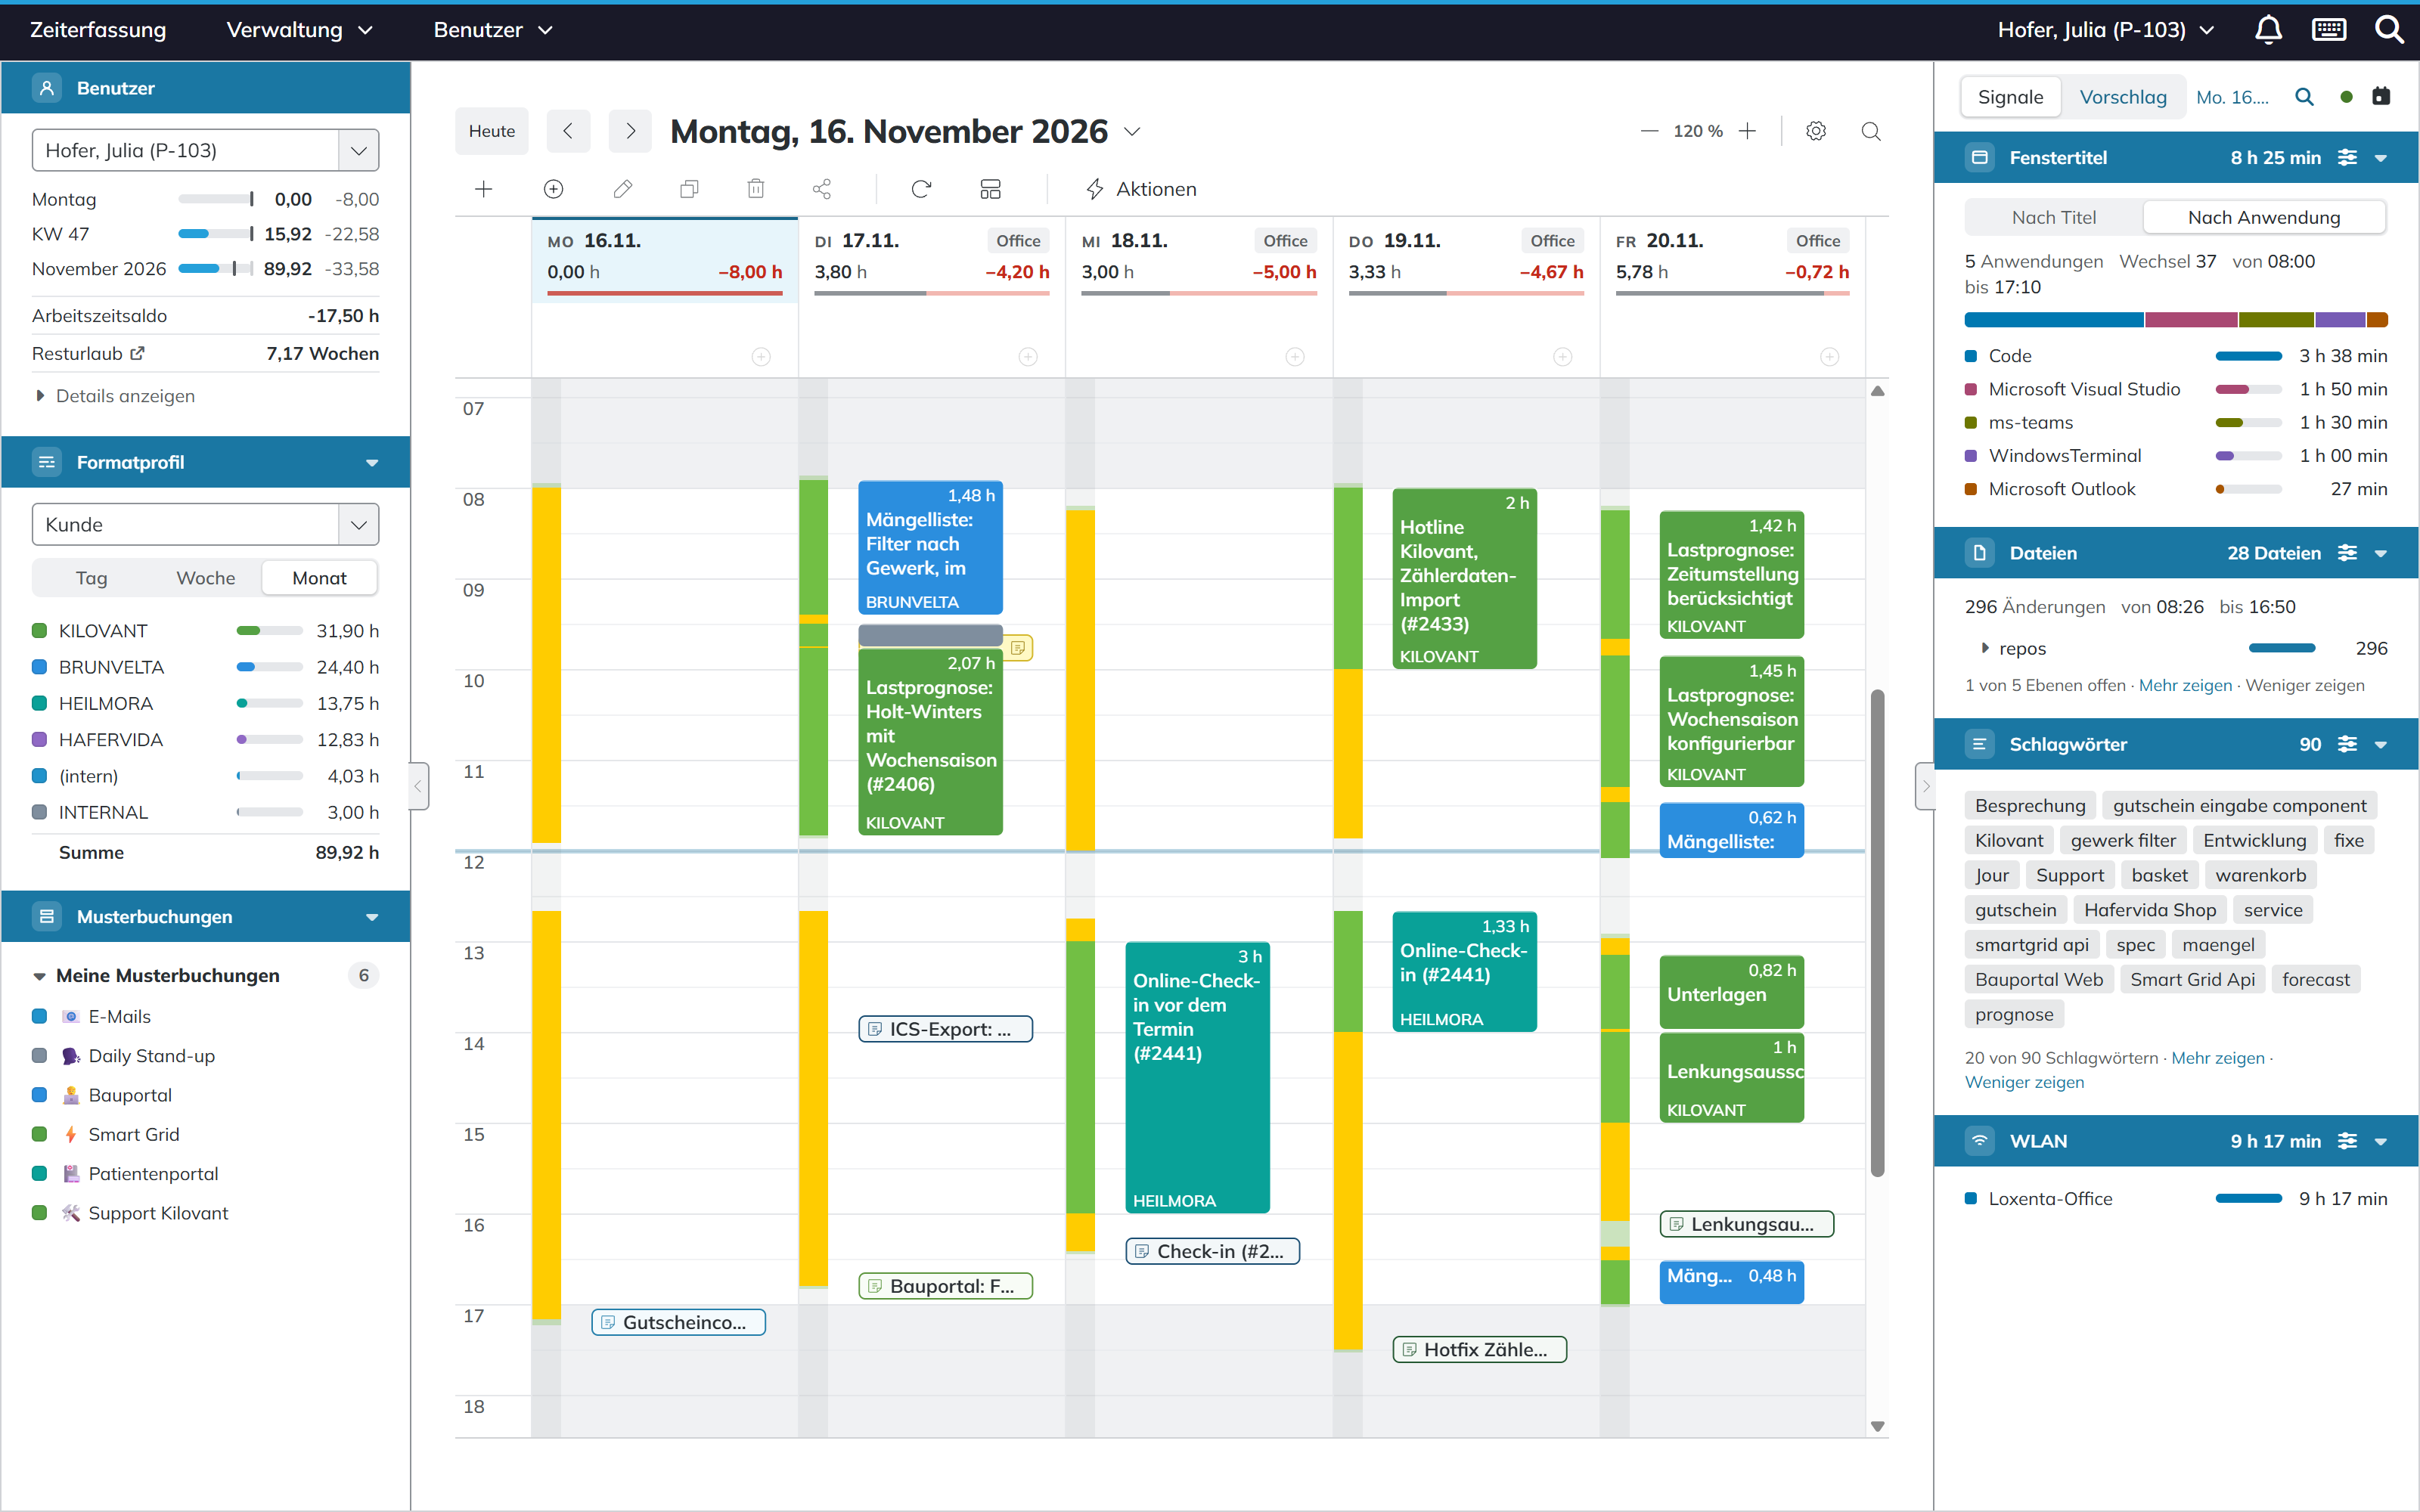 Zeiterfassung
Verwaltung
Benutzer
Hofer, Julia (P-103)
Benutzer
Hofer, Julia (P-103)
Montag 0,00 -8,00
KW 47 15,92 -22,58
November 2026 89,92 -33,58
Arbeitszeitsaldo -17,50 h
Resturlaub 7,17 Wochen
Details anzeigen
Formatprofil
Kunde
Tag Woche Monat
KILOVANT 31,90 h
BRUNVELTA 24,40 h
HEILMORA 13,75 h
HAFERVIDA 12,83 h
(intern) 4,03 h
INTERNAL 3,00 h
Summe 89,92 h
Musterbuchungen
Meine Musterbuchungen 6
E-Mails
Daily Stand-up
Bauportal
Smart Grid
Patientenportal
Support Kilovant
Heute
Montag, 16. November 2026
120 %
Aktionen
MO 16.11.
0,00 h −8,00 h
DI 17.11. Office
3,80 h −4,20 h
MI 18.11. Office
3,00 h −5,00 h
DO 19.11. Office
3,33 h −4,67 h
FR 20.11. Office
5,78 h −0,72 h
07
08
09
10
11
12
13
14
15
16
17
18
Gutscheinco...
1,48 h
Mängelliste:
Filter nach
Gewerk, im
BRUNVELTA
2,07 h
Lastprognose:
Holt-Winters
mit
Wochensaison
(#2406)
KILOVANT
ICS-Export: ...
Bauportal: F...
3 h
Online-Check-
in vor dem
Termin
(#2441)
HEILMORA
Check-in (#2...
2 h
Hotline
Kilovant,
Zählerdaten-
Import
(#2433)
KILOVANT
1,33 h
Online-Check-
in (#2441)
HEILMORA
Hotfix Zähle...
1,42 h
Lastprognose:
Zeitumstellung
berücksichtigt
KILOVANT
1,45 h
Lastprognose:
Wochensaison
konfigurierbar
KILOVANT
0,62 h
Mängelliste:
0,82 h
Unterlagen
1 h
Lenkungsaussc
KILOVANT
Lenkungsau...
Mäng... 0,48 h
Signale Vorschlag Mo. 16....
Fenstertitel 8 h 25 min
Nach Titel Nach Anwendung
5 Anwendungen Wechsel 37 von 08:00
bis 17:10
Code 3 h 38 min
Microsoft Visual Studio 1 h 50 min
ms-teams 1 h 30 min
WindowsTerminal 1 h 00 min
Microsoft Outlook 27 min
Dateien 28 Dateien
296 Änderungen von 08:26 bis 16:50
repos 296
1 von 5 Ebenen offen · Mehr zeigen · Weniger zeigen
Schlagwörter 90
Besprechung gutschein eingabe component
Kilovant gewerk filter Entwicklung fixe
Jour Support basket warenkorb
gutschein Hafervida Shop service
smartgrid api spec maengel
Bauportal Web Smart Grid Api forecast
prognose
20 von 90 Schlagwörtern · Mehr zeigen ·
Weniger zeigen
WLAN 9 h 17 min
Loxenta-Office 9 h 17 min